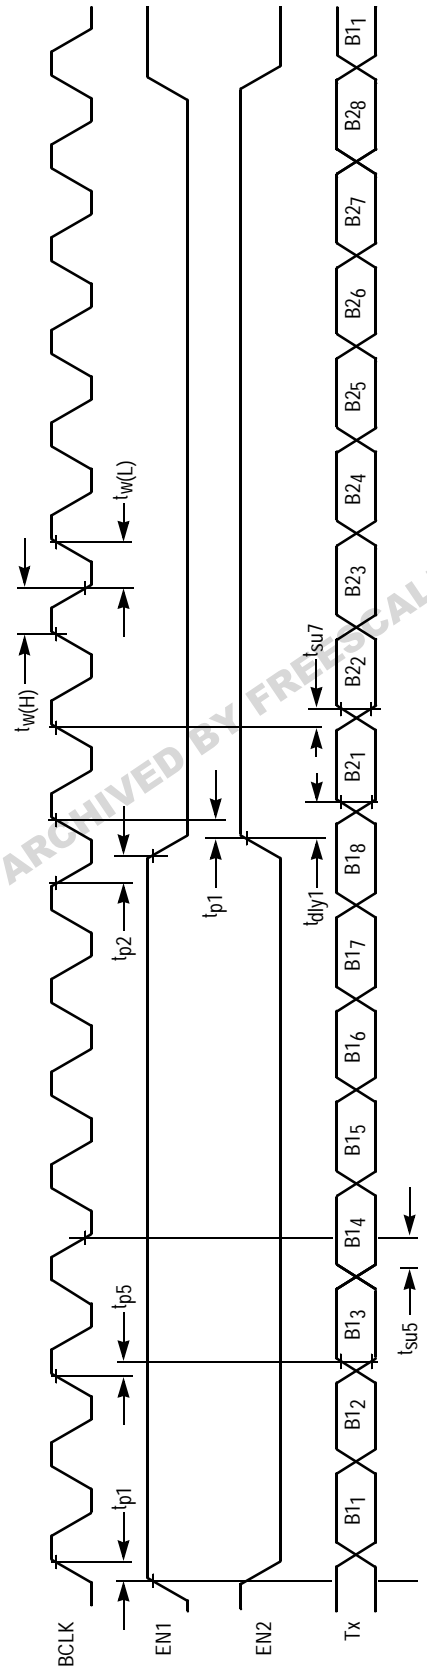 BCLK
EN1
EN2
Tx
tp1
tp5
tp2
tp1
tw(H)
tw(L)
tdly1
tsu7
tsu5
B11
B12
B13
B14
B15
B16
B17
B18
B21
B22
B23
B24
B25
B26
B27
B28
B11
ARCHIVED BY FREESCAL